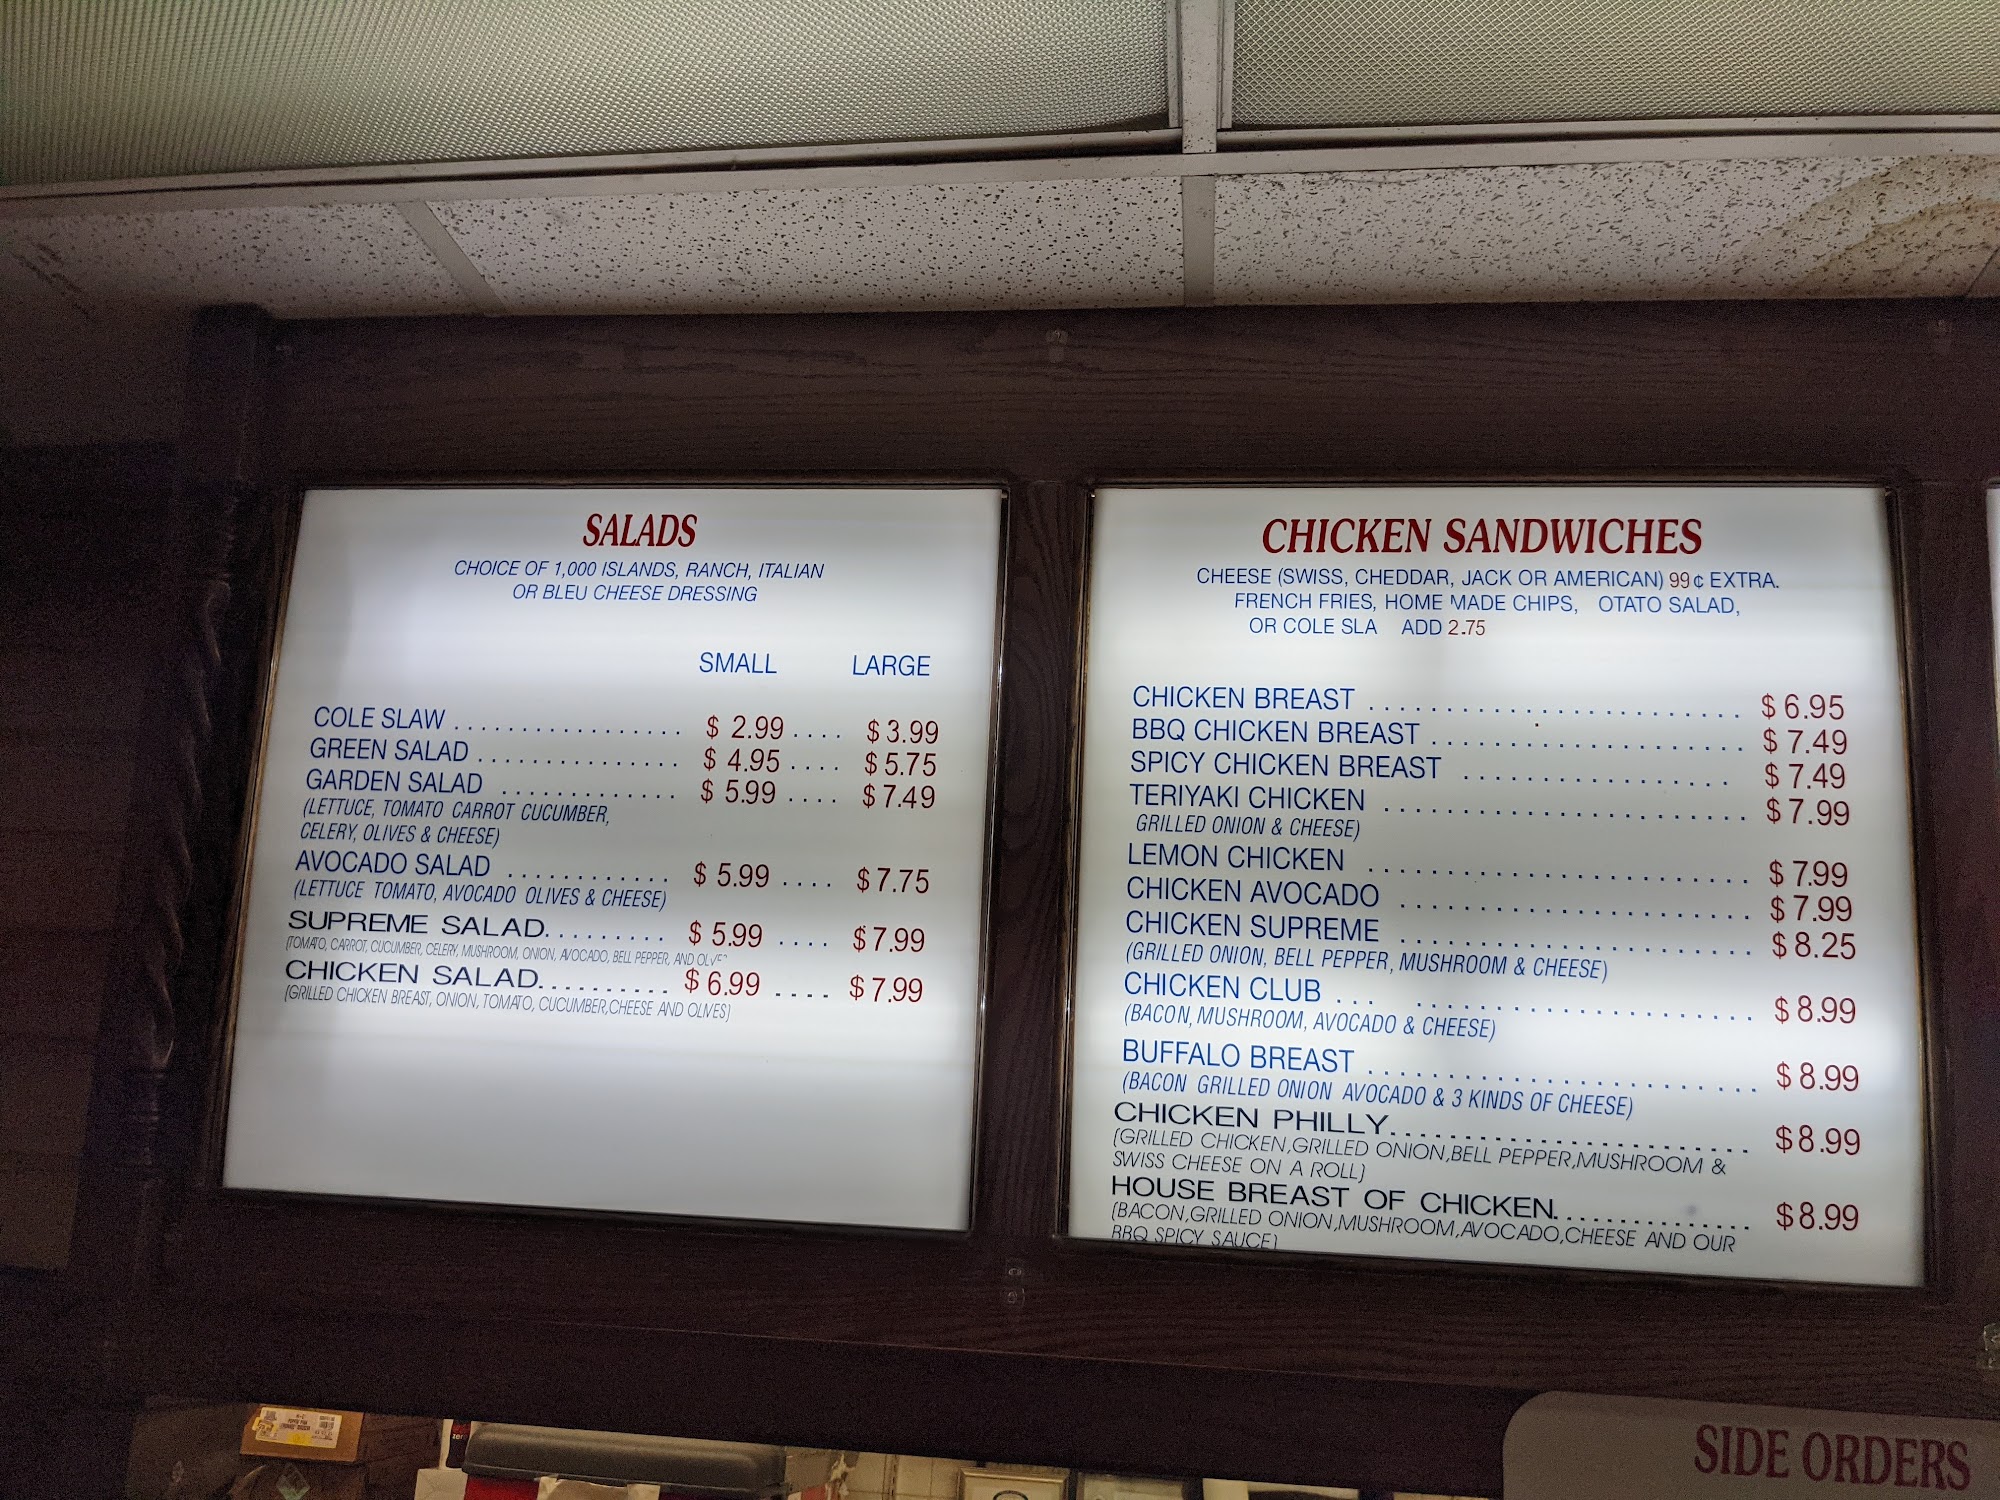 SALADS
CHOICE OF 1,000 ISLANDS, RANCH, ITALIAN
OR BLEU CHEESE DRESSING
SMALL LARGE
COLE SLAW . . . . . . . . . . . . . . . . . . $ 2.99 . . . . $ 3.99
GREEN SALAD . . . . . . . . . . . . . . . . $ 4.95 . . . . $ 5.75
GARDEN SALAD . . . . . . . . . . . . . . $ 5.99 . . . . $ 7.49
(LETTUCE, TOMATO CARROT CUCUMBER,
CELERY, OLIVES & CHEESE)
AVOCADO SALAD . . . . . . . . . . . . . $ 5.99 . . . . $ 7.75
(LETTUCE TOMATO, AVOCADO OLIVES & CHEESE)
SUPREME SALAD. . . . . . . . . . $ 5.99 . . . . $ 7.99
(TOMATO, CARROT, CUCUMBER, CELERY, MUSHROOM, ONION, AVOCADO, BELL PEPPER, AND OLIVE
CHICKEN SALAD. . . . . . . . . . $ 6.99 . . . . $ 7.99
(GRILLED CHICKEN BREAST, ONION, TOMATO, CUCUMBER,CHEESE AND OLIVES)
CHICKEN SANDWICHES
CHEESE (SWISS, CHEDDAR, JACK OR AMERICAN) 99¢ EXTRA.
FRENCH FRIES, HOME MADE CHIPS, OTATO SALAD,
OR COLE SLA ADD 2.75
CHICKEN BREAST . . . . . . . . . . . . . . . . . . . . . . . . $ 6.95
BBQ CHICKEN BREAST . . . . . . . . . . . . . . . . . . . . $ 7.49
SPICY CHICKEN BREAST . . . . . . . . . . . . . . . . . $ 7.49
TERIYAKI CHICKEN . . . . . . . . . . . . . . . . . . . . . . . $ 7.99
GRILLED ONION & CHEESE)
LEMON CHICKEN . . . . . . . . . . . . . . . . . . . . . . . . $ 7.99
CHICKEN AVOCADO . . . . . . . . . . . . . . . . . . . . . . $ 7.99
CHICKEN SUPREME . . . . . . . . . . . . . . . . . . . . . . $ 8.25
(GRILLED ONION, BELL PEPPER, MUSHROOM & CHEESE)
CHICKEN CLUB . . . . . . . . . . . . . . . . . . . . . . . . $ 8.99
(BACON, MUSHROOM, AVOCADO & CHEESE)
BUFFALO BREAST . . . . . . . . . . . . . . . . . . . . . . . . $ 8.99
(BACON GRILLED ONION AVOCADO & 3 KINDS OF CHEESE)
CHICKEN PHILLY. . . . . . . . . . . . . . . . . . . . . . . . $ 8.99
(GRILLED CHICKEN,GRILLED ONION,BELL PEPPER,MUSHROOM &
SWISS CHEESE ON A ROLL)
HOUSE BREAST OF CHICKEN. . . . . . . . . . . . . . $ 8.99
(BACON,GRILLED ONION,MUSHROOM,AVOCADO,CHEESE AND OUR
BBQ SPICY SAUCE)
SIDE ORDERS